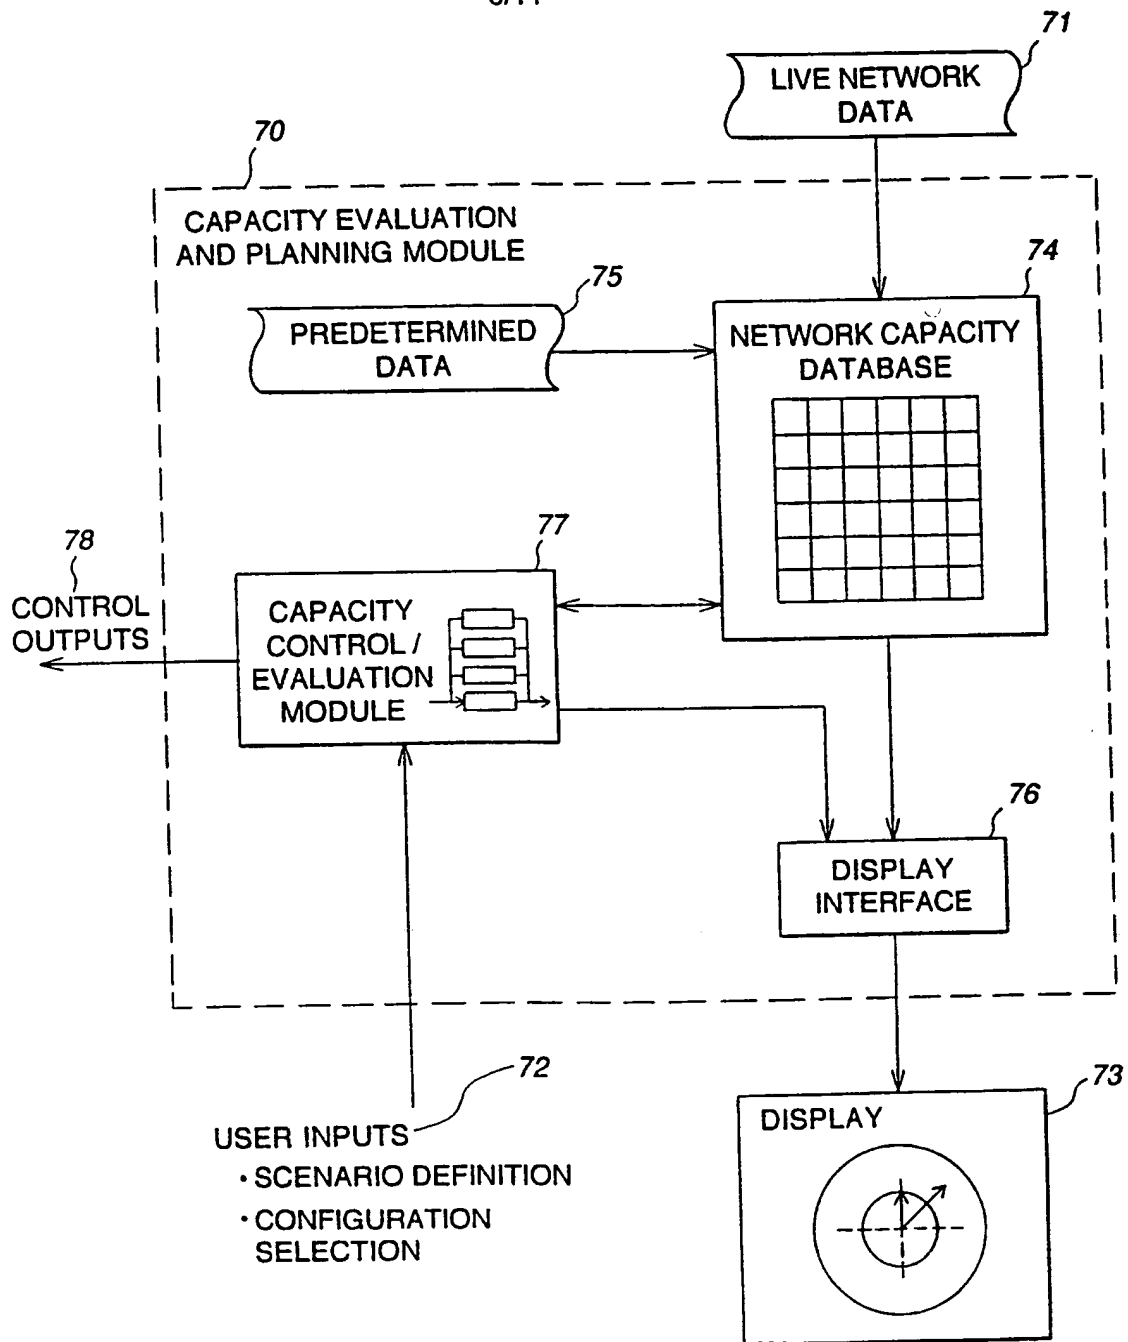 71
LIVE NETWORK
DATA
70
CAPACITY EVALUATION
AND PLANNING MODULE
75
74
PREDETERMINED
DATA
NETWORK CAPACITY
DATABASE
77
78
CONTROL
OUTPUTS
CAPACITY
CONTROL /
EVALUATION
MODULE
76
DISPLAY
INTERFACE
72
73
USER INPUTS
· SCENARIO DEFINITION
· CONFIGURATION
SELECTION
DISPLAY